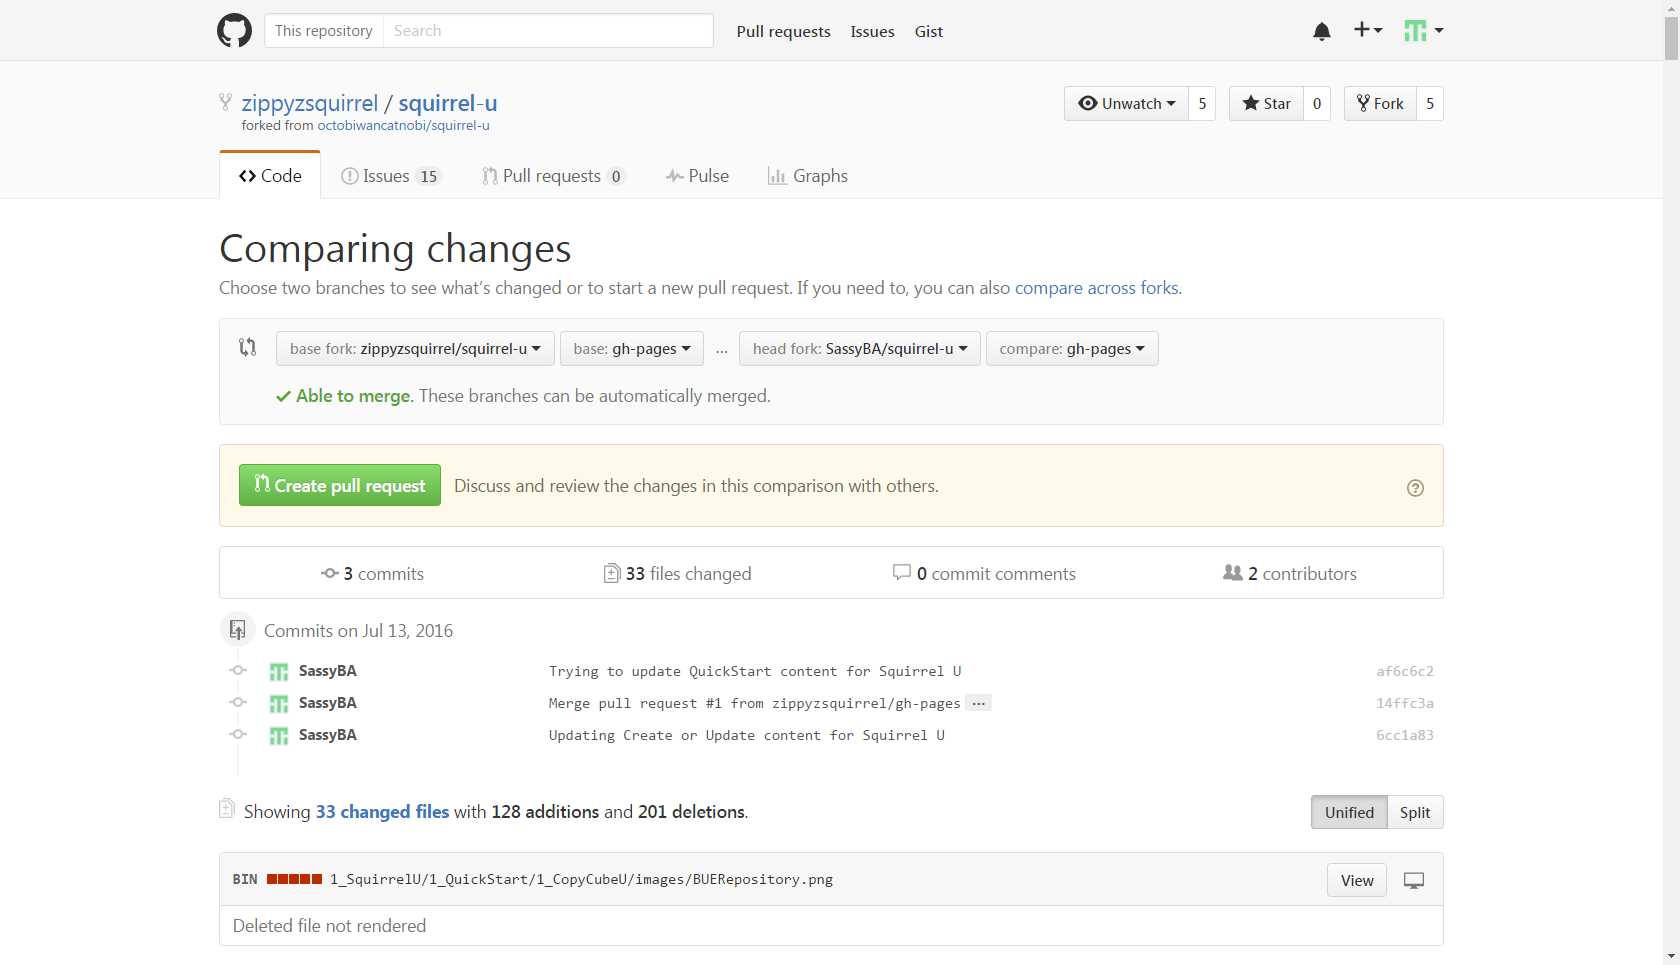 This repository Search Pull requests Issues Gist
zippyzsquirrel / squirrel-u Unwatch 5 Star 0 Fork 5
forked from octobiwancatnobi/squirrel-u
Code Issues 15 Pull requests 0 Pulse Graphs
Comparing changes
Choose two branches to see what's changed or to start a new pull request. If you need to, you can also compare across forks.
base fork: zippyzsquirrel/squirrel-u base: gh-pages ... head fork: SassyBA/squirrel-u compare: gh-pages
Able to merge. These branches can be automatically merged.
Create pull request Discuss and review the changes in this comparison with others.
3 commits 33 files changed 0 commit comments 2 contributors
Commits on Jul 13, 2016
SassyBA Trying to update QuickStart content for Squirrel U af6c6c2
SassyBA Merge pull request #1 from zippyzsquirrel/gh-pages ... 14ffc3a
SassyBA Updating Create or Update content for Squirrel U 6cc1a83
Showing 33 changed files with 128 additions and 201 deletions. Unified Split
BIN 1_SquirrelU/1_QuickStart/1_CopyCubeU/images/BUERepository.png View
Deleted file not rendered